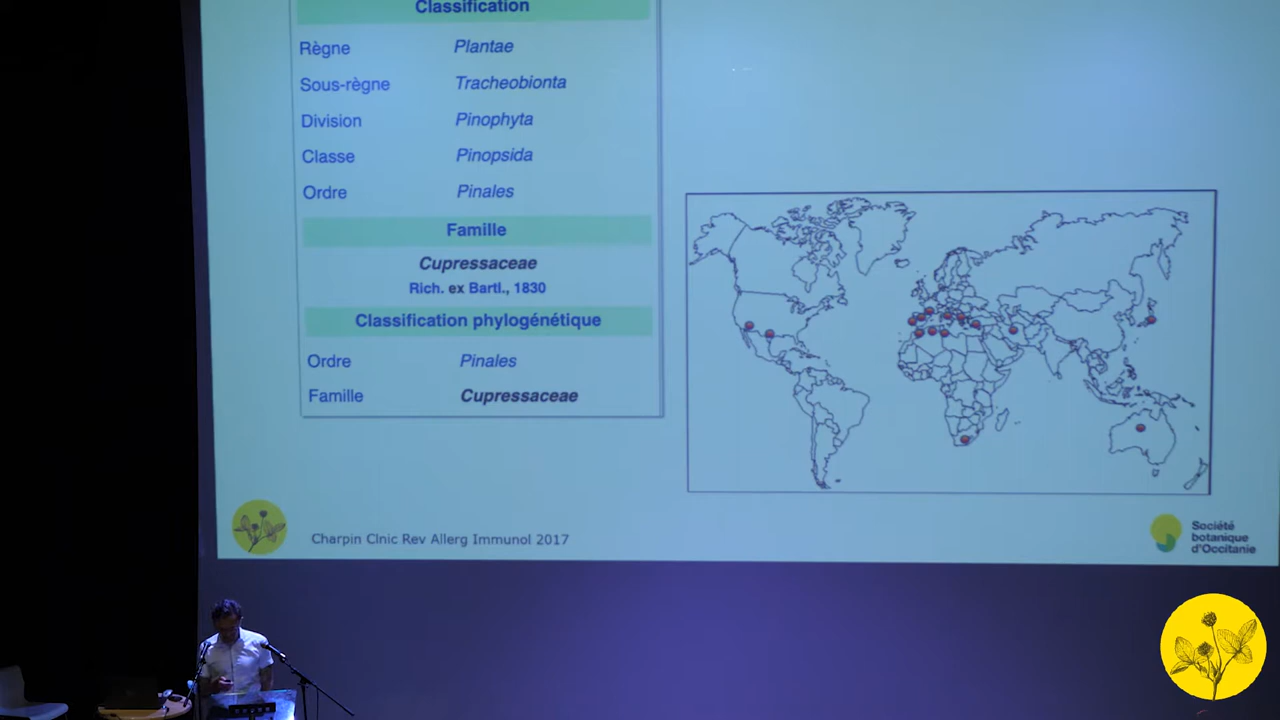 Classification
Règne Plantae
Sous-règne Tracheobionta
Division Pinophyta
Classe Pinopsida
Ordre Pinales
Famille
Cupressaceae
Rich. ex Bartl., 1830
Classification phylogénétique
Ordre Pinales
Famille Cupressaceae
Charpin Clnic Rev Allerg Immunol 2017
Société
botanique
d'Occitanie